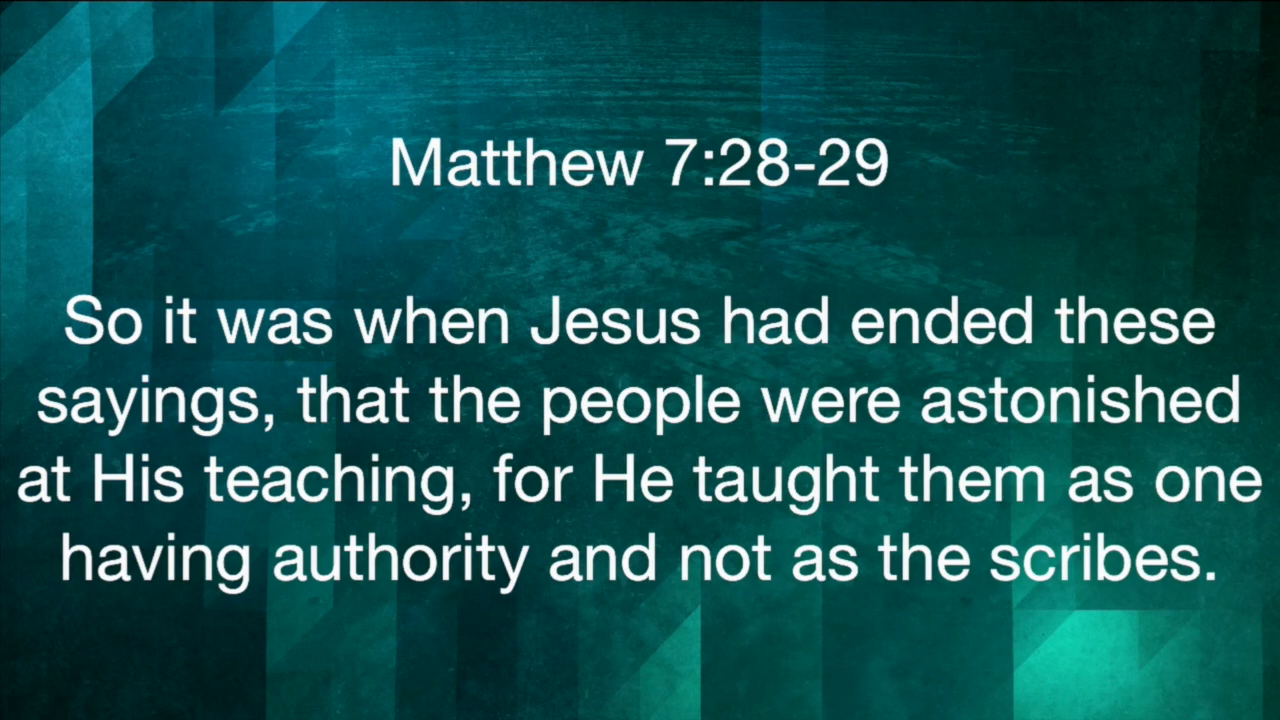 Matthew 7:28-29
So it was when Jesus had ended these
sayings, that the people were astonished
at His teaching, for He taught them as one
having authority and not as the scribes.